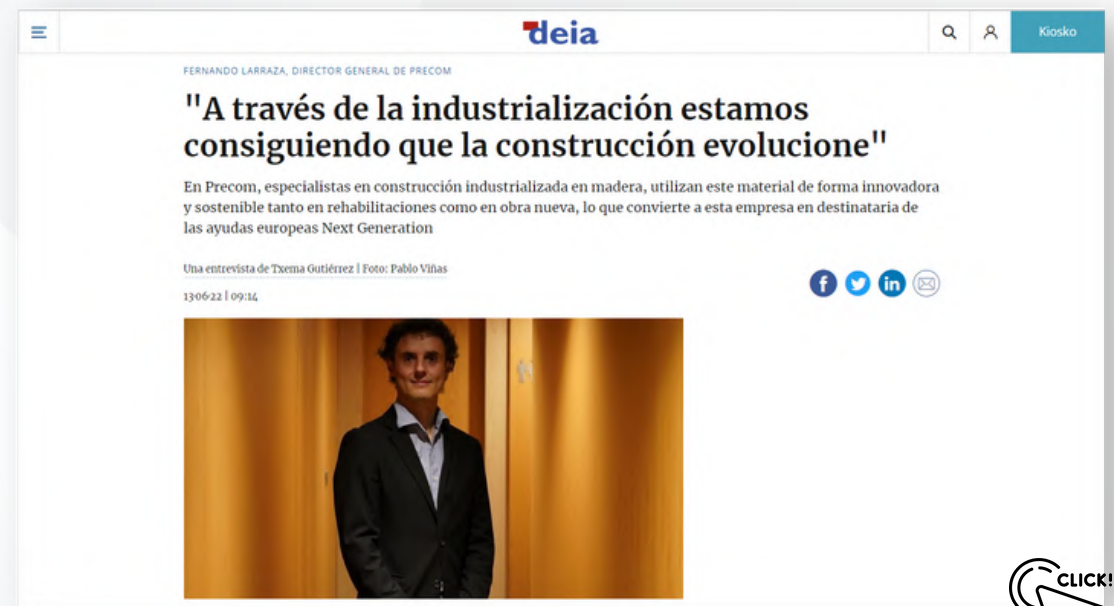 deia
Kiosko
FERNANDO LARRAZA, DIRECTOR GENERAL DE PRECOM
"A través de la industrialización estamos
consiguiendo que la construcción evolucione"
En Precom, especialistas en construcción industrializada en madera, utilizan este material de forma innovadora
y sostenible tanto en rehabilitaciones como en obra nueva, lo que convierte a esta empresa en destinataria de
las ayudas europeas Next Generation
Una entrevista de Txema Gutiérrez | Foto: Pablo Viñas
13·06·22 | 09:14
f in
CLICK!